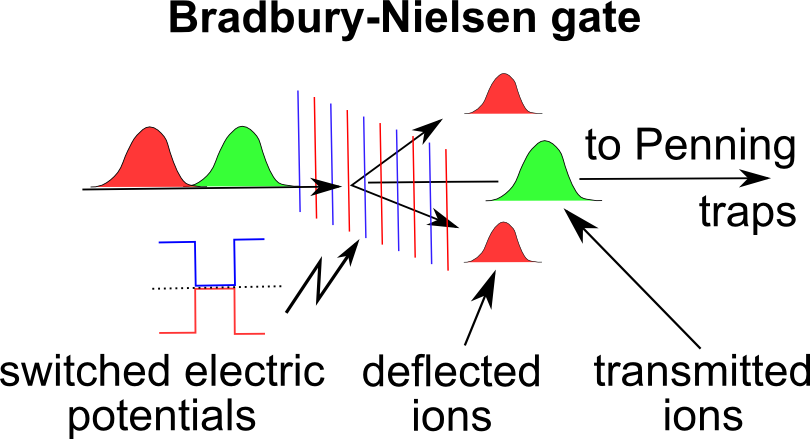 Bradbury-Nielsen gate
to Penning
traps
switched electric
potentials
deflected
ions
transmitted
ions